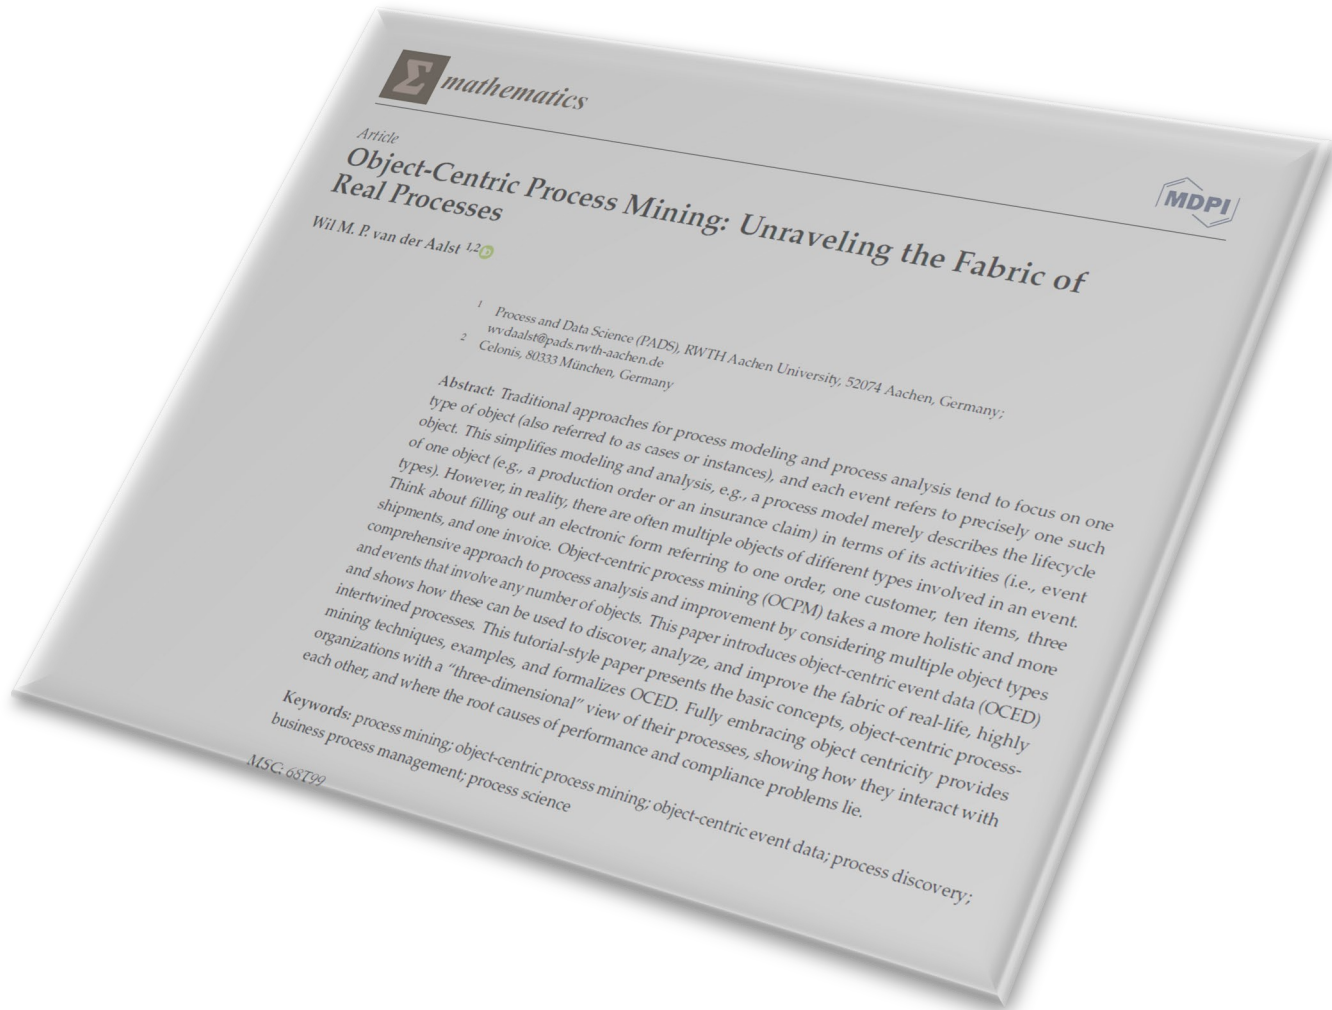 Σ mathematics
MDPI
Article
Object-Centric Process Mining: Unraveling the Fabric of
Real Processes
Wil M. P. van der Aalst 1,2
1 Process and Data Science (PADS), RWTH Aachen University, 52074 Aachen, Germany;
wvdaalst@pads.rwth-aachen.de
2 Celonis, 80333 München, Germany
Abstract: Traditional approaches for process modeling and process analysis tend to focus on one
type of object (also referred to as cases or instances), and each event refers to precisely one such
object. This simplifies modeling and analysis, e.g., a process model merely describes the lifecycle
of one object (e.g., a production order or an insurance claim) in terms of its activities (i.e., event
types). However, in reality, there are often multiple objects of different types involved in an event.
Think about filling out an electronic form referring to one order, one customer, ten items, three
shipments, and one invoice. Object-centric process mining (OCPM) takes a more holistic and more
comprehensive approach to process analysis and improvement by considering multiple object types
and events that involve any number of objects. This paper introduces object-centric event data (OCED)
and shows how these can be used to discover, analyze, and improve the fabric of real-life, highly
intertwined processes. This tutorial-style paper presents the basic concepts, object-centric process-
mining techniques, examples, and formalizes OCED. Fully embracing object centricity provides
organizations with a “three-dimensional” view of their processes, showing how they interact with
each other, and where the root causes of performance and compliance problems lie.
Keywords: process mining; object-centric process mining; object-centric event data; process discovery;
business process management; process science
MSC: 68T99